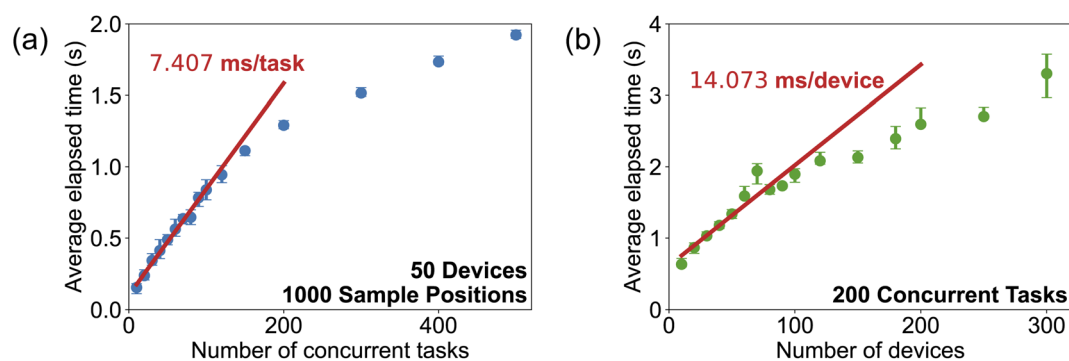 (a)
Average elapsed time (s)
2.0
1.5
1.0
0.5
0.0
7.407 ms/task
50 Devices
1000 Sample Positions
0
200
400
Number of concurrent tasks
(b)
Average elapsed time (s)
4
3
2
1
0
14.073 ms/device
200 Concurrent Tasks
0
100
200
300
Number of devices